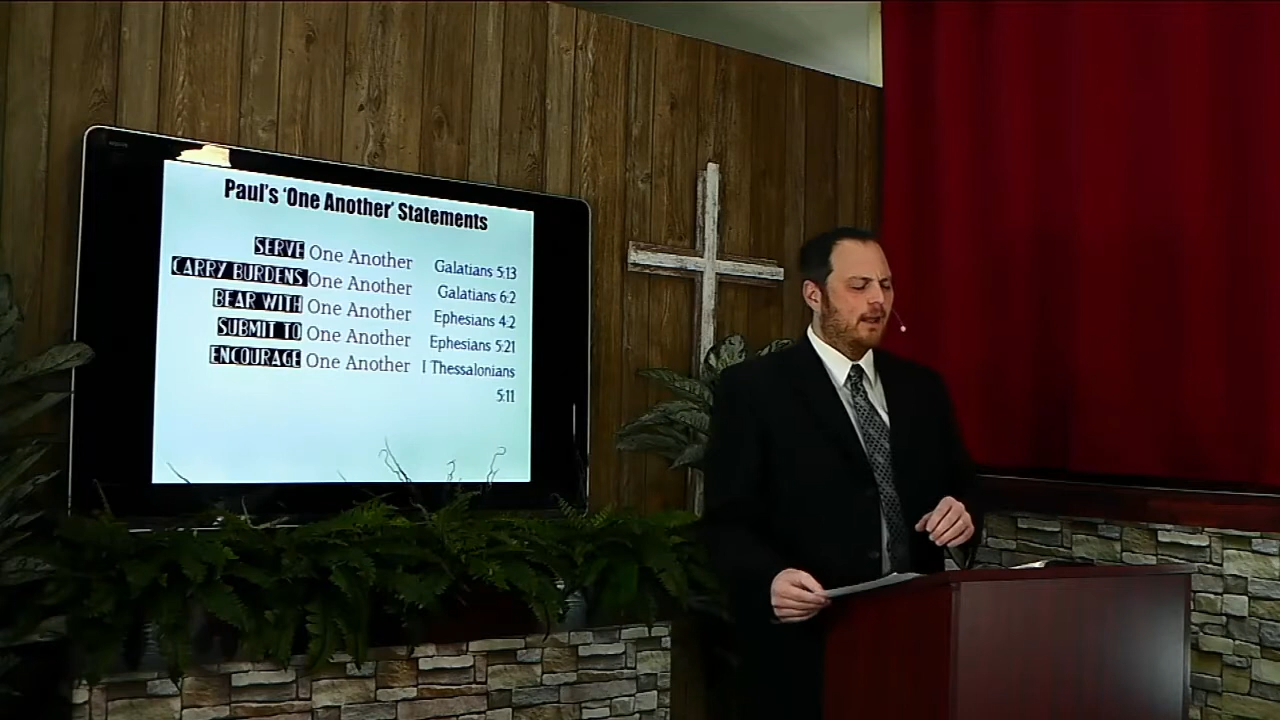 Paul's 'One Another' Statements
SERVE One Another Galatians 5:13
CARRY BURDENS One Another Galatians 6:2
BEAR WITH One Another Ephesians 4:2
SUBMIT TO One Another Ephesians 5:21
ENCOURAGE One Another I Thessalonians
5:11